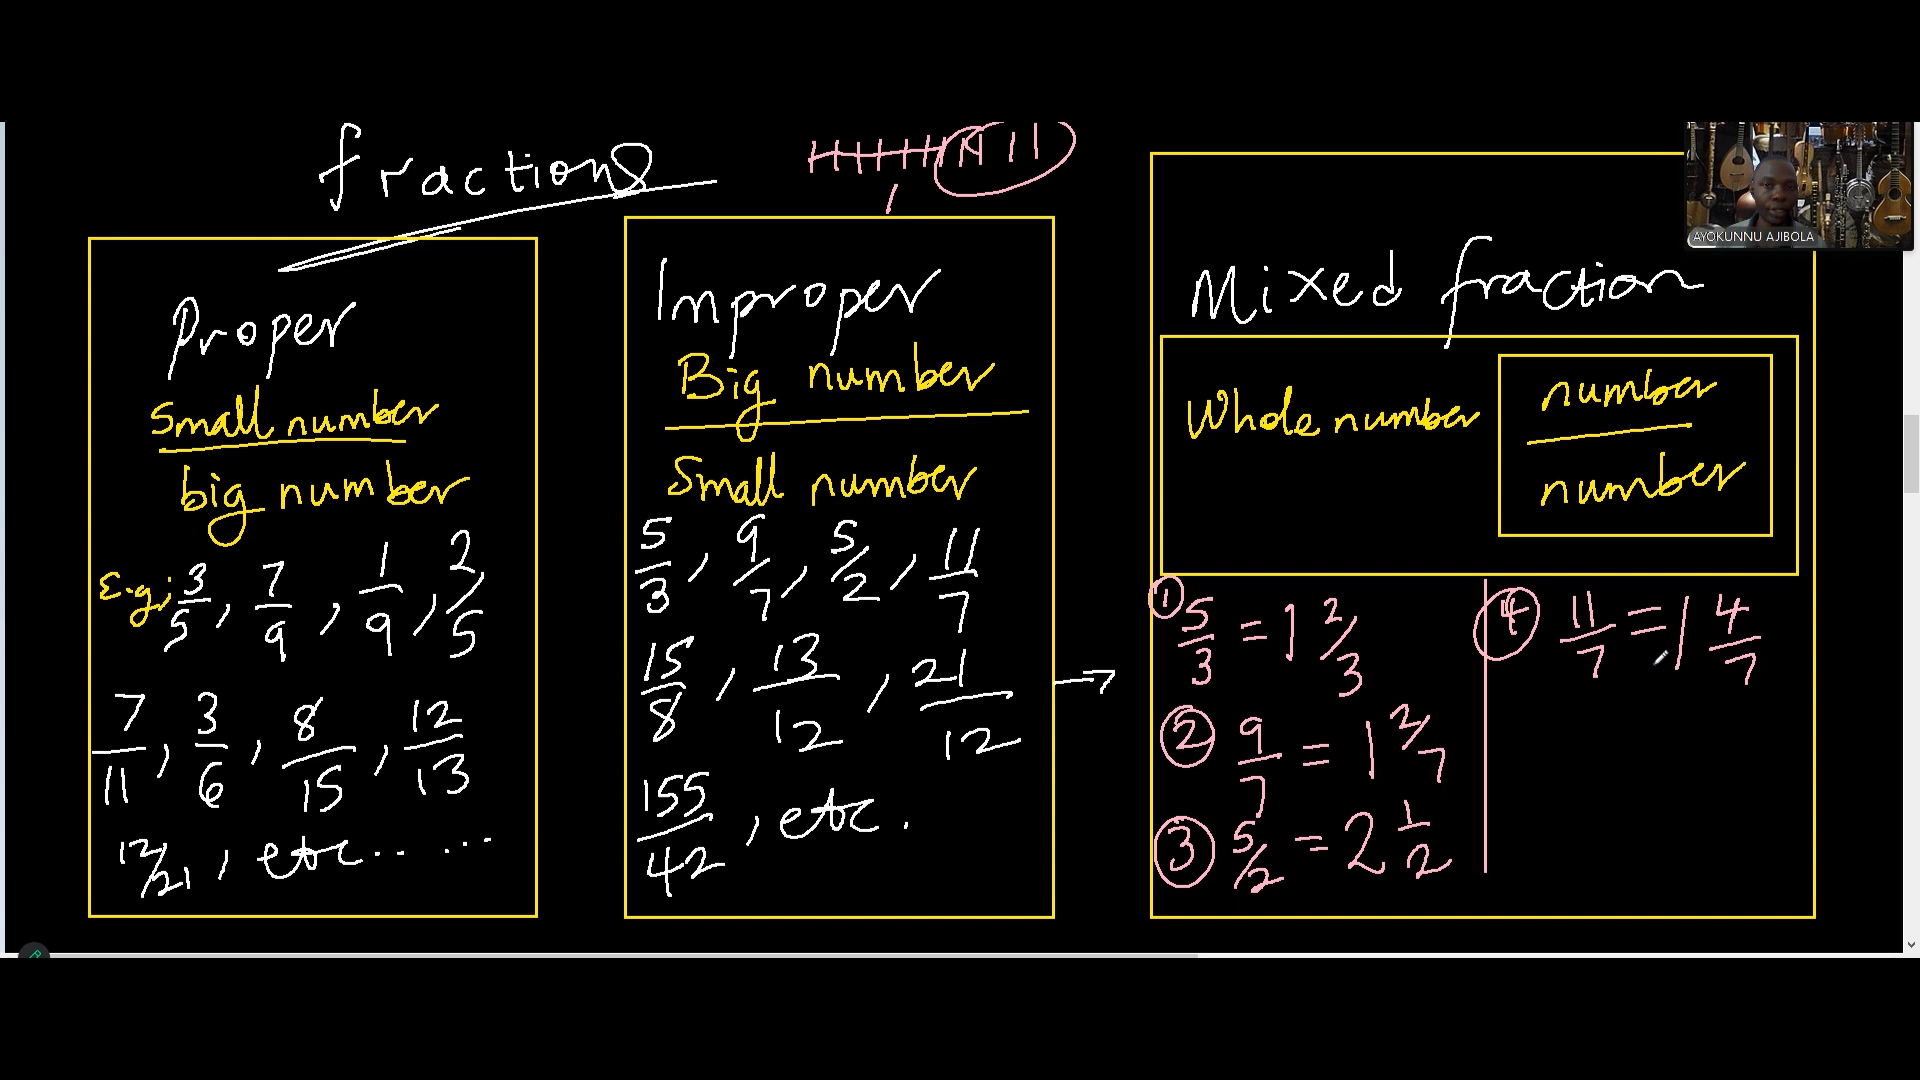 fractions
Proper
Small number
big number
E.g; 3/5, 7/9, 1/9, 2/5
7/11, 3/6, 8/15, 12/13
12/21, etc.. ...
Improper
Big number
Small number
5/3, 9/7, 5/2, 11/7
15/8, 13/12, 21/12 →
155/42, etc.
AYOKUNNU AJIBOLA
Mixed fraction
Whole number number/number
① 5/3 = 1 2/3
② 9/7 = 1 2/7
③ 5/2 = 2 1/2
④ 11/7 = 1 4/7